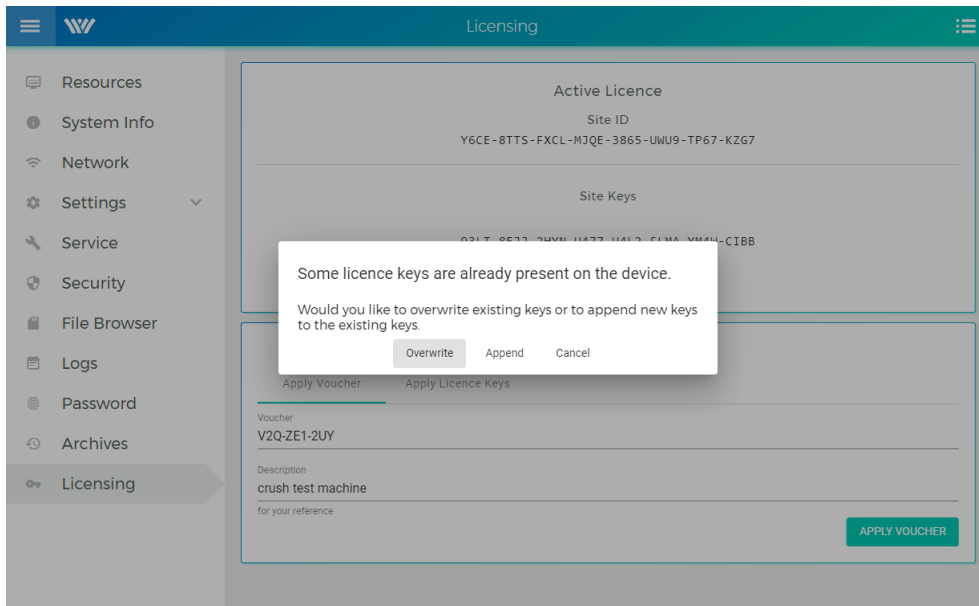 Licensing
Resources
System Info
Network
Settings
Service
Security
File Browser
Logs
Password
Archives
Licensing
Active Licence
Site ID
Y6CE-8TTS-FXCL-MJQE-3865-UWU9-TP67-KZG7
Site Keys
Some licence keys are already present on the device.
Would you like to overwrite existing keys or to append new keys
to the existing keys.
Overwrite Append Cancel
Apply Voucher Apply Licence Keys
Voucher
V2Q-ZE1-2UY
Description
crush test machine
for your reference
APPLY VOUCHER